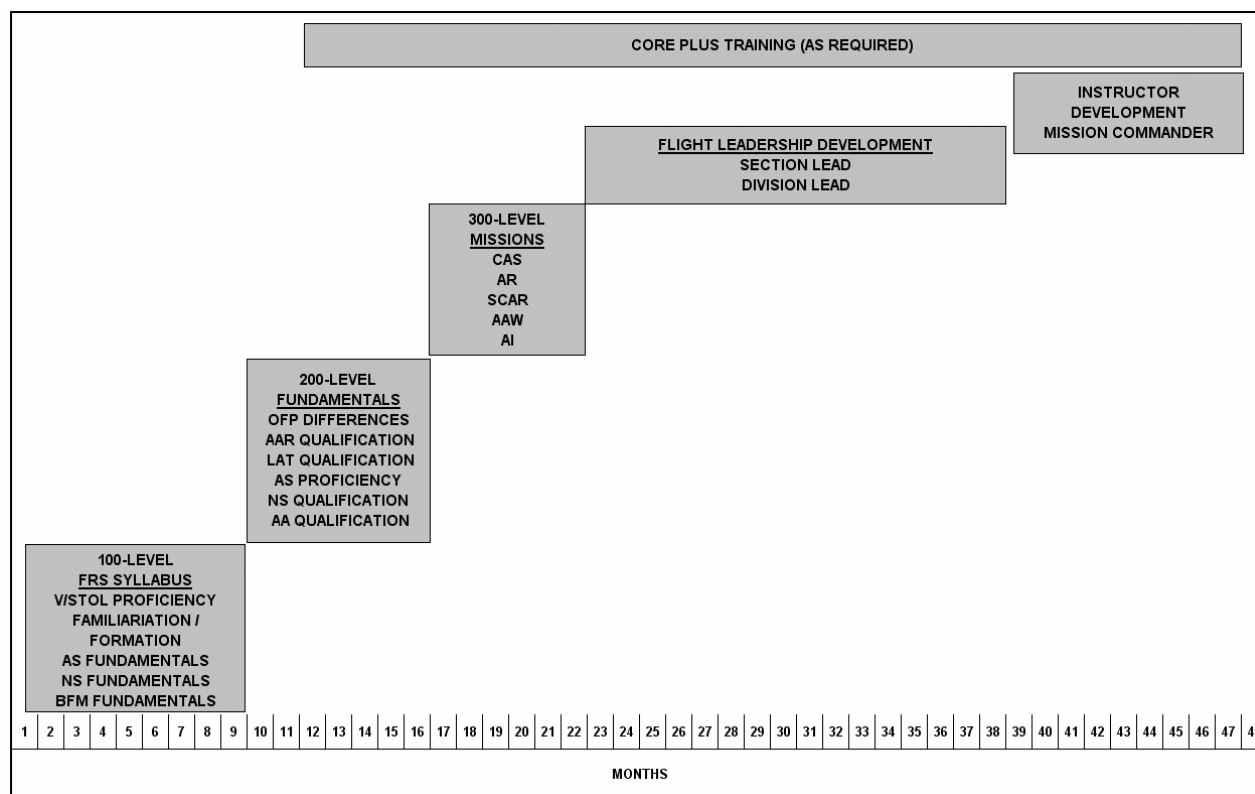 CORE PLUS TRAINING (AS REQUIRED)
INSTRUCTOR
DEVELOPMENT
MISSION COMMANDER
FLIGHT LEADERSHIP DEVELOPMENT
SECTION LEAD
DIVISION LEAD
300-LEVEL
MISSIONS
CAS
AR
SCAR
AAW
AI
200-LEVEL
FUNDAMENTALS
OFP DIFFERENCES
AAR QUALIFICATION
LAT QUALIFICATION
AS PROFICIENCY
NS QUALIFICATION
AA QUALIFICATION
100-LEVEL
FRS SYLLABUS
V/STOL PROFICIENCY
FAMILIARIATION /
FORMATION
AS FUNDAMENTALS
NS FUNDAMENTALS
BFM FUNDAMENTALS
1 2 3 4 5 6 7 8 9 10 11 12 13 14 15 16 17 18 19 20 21 22 23 24 25 26 27 28 29 30 31 32 33 34 35 36 37 38 39 40 41 42 43 44 45 46 47
MONTHS